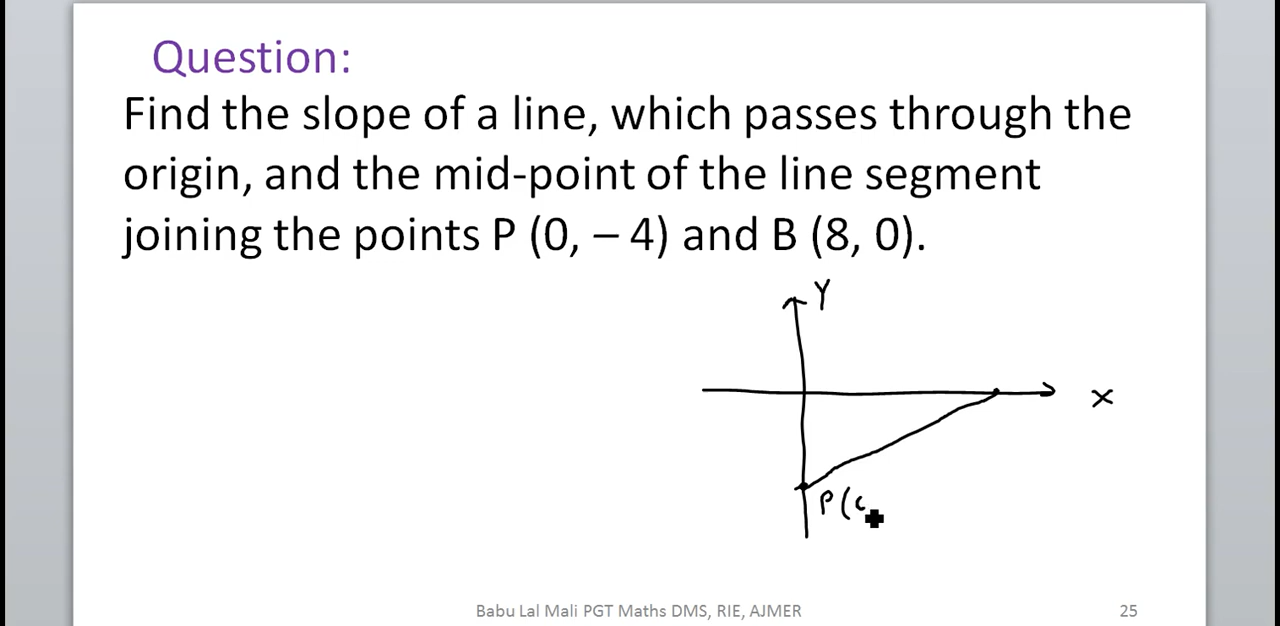 Question:
Find the slope of a line, which passes through the
origin, and the mid-point of the line segment
joining the points P (0, – 4) and B (8, 0).
Y
X
P(
Babu Lal Mali PGT Maths DMS, RIE, AJMER
25